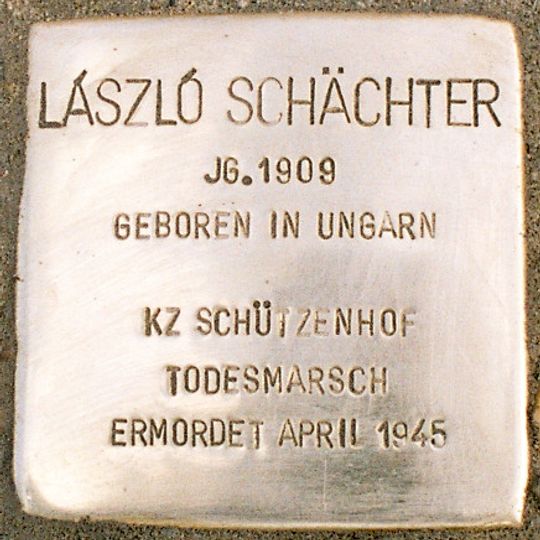 LÁSZLÓ SCHÄCHTER
JG.1909
GEBOREN IN UNGARN
KZ SCHÜTZENHOF
TODESMARSCH
ERMORDET APRIL 1945